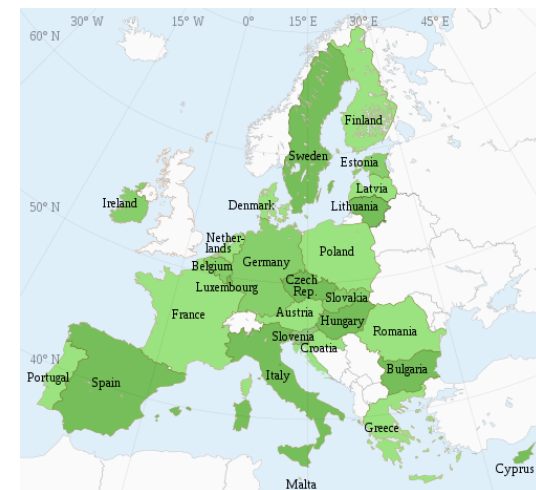 30° W
15° W
0°
15° E
30° E
45° E
60° N
Finland
Sweden
Estonia
Latvia
Ireland
Denmark
Lithuania
50° N
Nether-
lands
Poland
Belgium
Germany
Czech
Rep.
Luxembourg
Slovakia
France
Austria
Hungary
Romania
Slovenia
Croatia
40° N
Bulgaria
Portugal
Spain
Italy
Greece
Cyprus
Malta